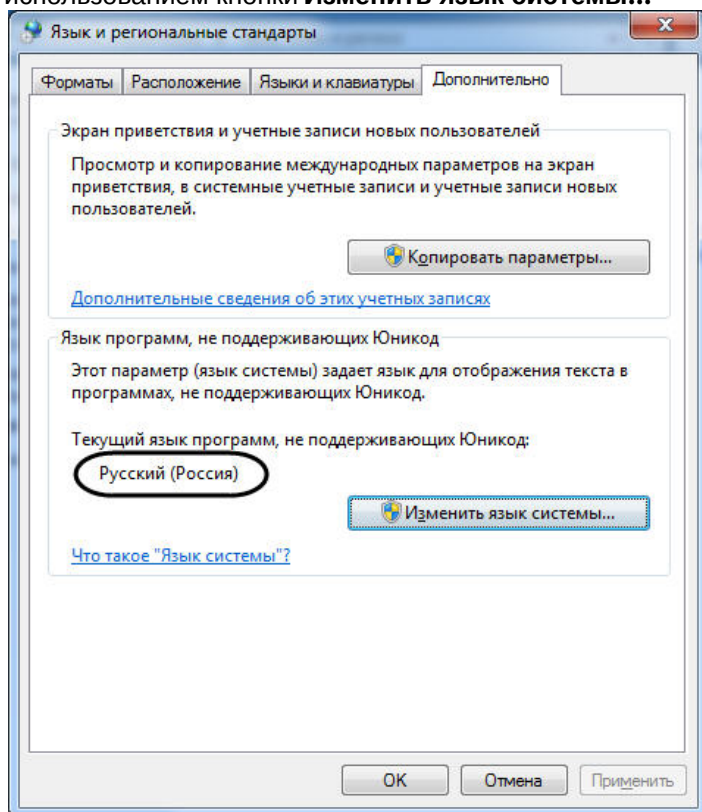 использованием кнопки Изменить язык системы...
Язык и региональные стандарты
Форматы Расположение Языки и клавиатуры Дополнительно
Экран приветствия и учетные записи новых пользователей
Просмотр и копирование международных параметров на экран
приветствия, в системные учетные записи и учетные записи новых
пользователей.
Копировать параметры...
Дополнительные сведения об этих учетных записях
Язык программ, не поддерживающих Юникод
Этот параметр (язык системы) задает язык для отображения текста в
программах, не поддерживающих Юникод.
Текущий язык программ, не поддерживающих Юникод:
Русский (Россия)
Изменить язык системы...
Что такое "Язык системы"?
OK Отмена Применить